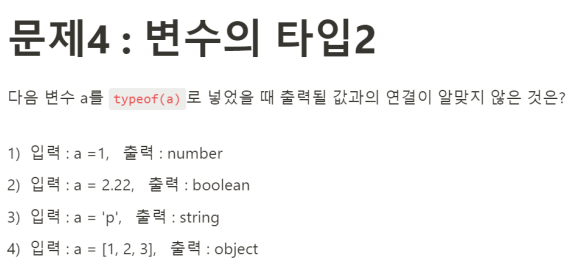 문제4 : 변수의 타입2
다음 변수 a를 typeof(a)로 넣었을 때 출력될 값과의 연결이 알맞지 않은 것은?
1) 입력 : a =1, 출력 : number
2) 입력 : a = 2.22, 출력 : boolean
3) 입력 : a = 'p', 출력 : string
4) 입력 : a = [1, 2, 3], 출력 : object